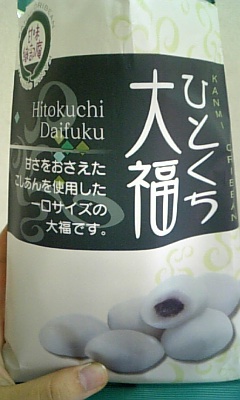 ひとくち
大福
KANMI
Hitokuchi
Daifuku
甘さをおさえた
こしあんを使用した
一口サイズの
大福です。